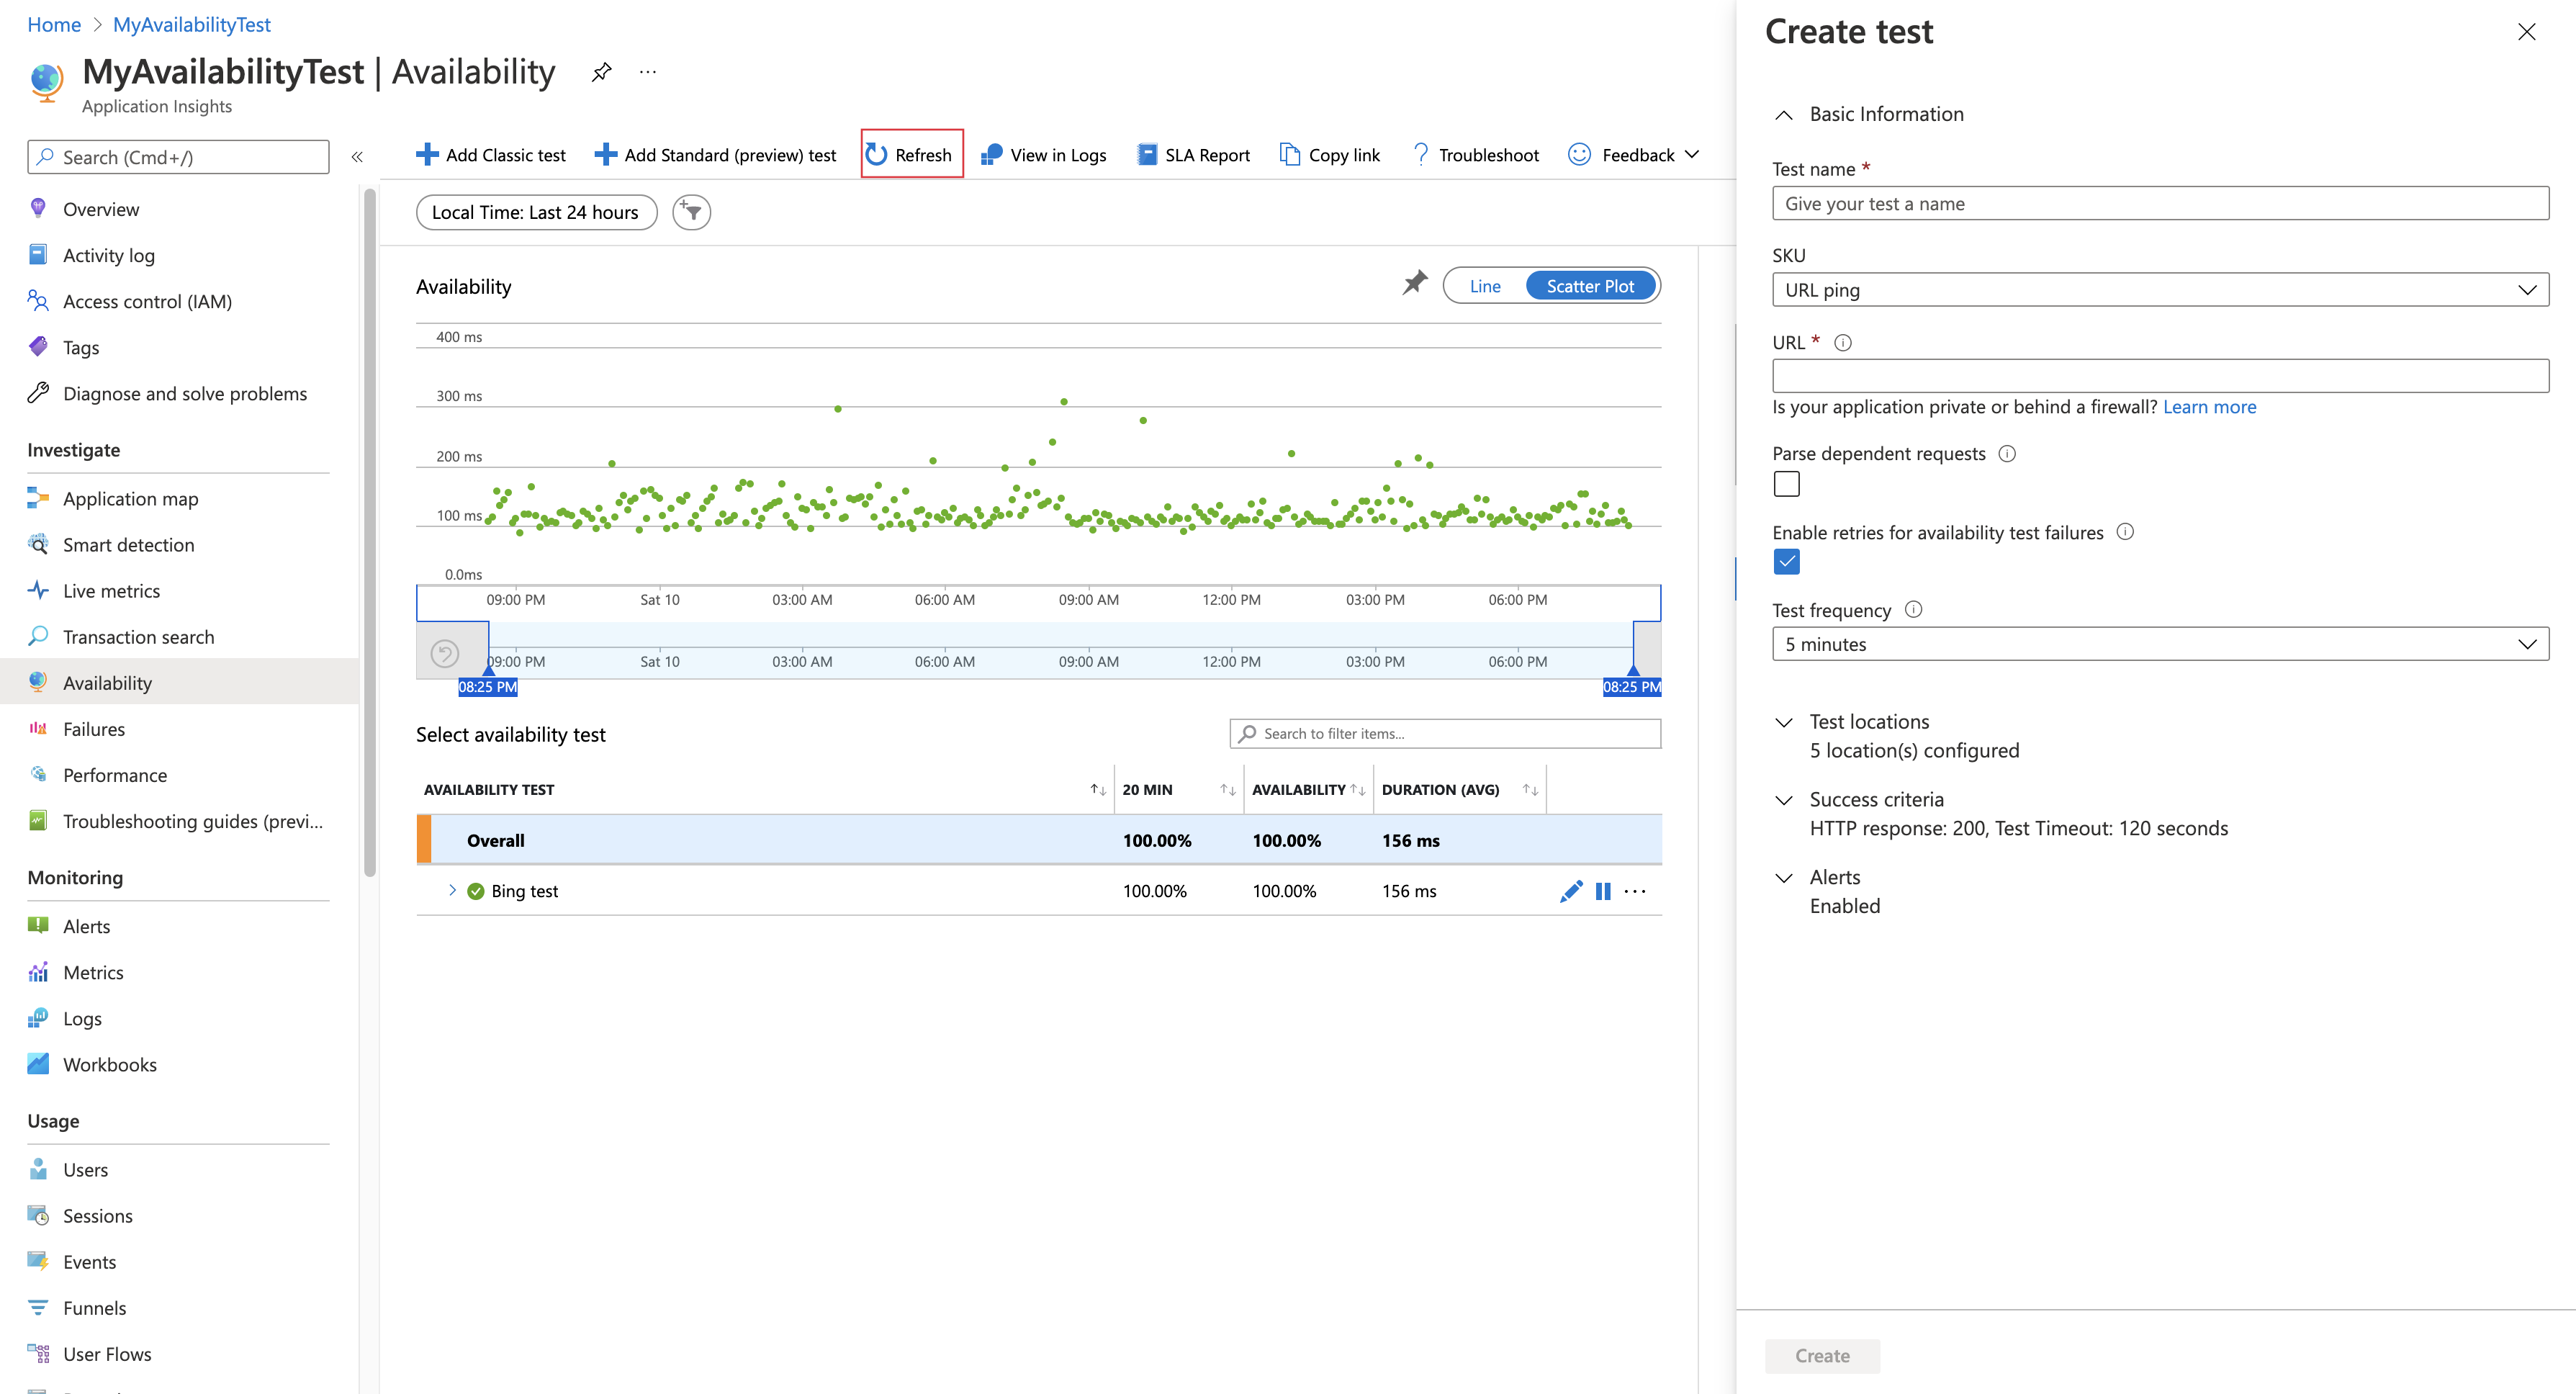 Home > MyAvailabilityTest
MyAvailabilityTest | Availability
Application Insights
Search (Cmd+/)
Overview
Activity log
Access control (IAM)
Tags
Diagnose and solve problems
Investigate
Application map
Smart detection
Live metrics
Transaction search
Availability
Failures
Performance
Troubleshooting guides (previ...
Monitoring
Alerts
Metrics
Logs
Workbooks
Usage
Users
Sessions
Events
Funnels
User Flows
Add Classic test
Add Standard (preview) test
Refresh
View in Logs
SLA Report
Copy link
Troubleshoot
Feedback
Local Time: Last 24 hours
Availability
Line
Scatter Plot
400 ms
300 ms
200 ms
100 ms
0.0ms
09:00 PM Sat 10 03:00 AM 06:00 AM 09:00 AM 12:00 PM 03:00 PM 06:00 PM
09:00 PM Sat 10 03:00 AM 06:00 AM 09:00 AM 12:00 PM 03:00 PM 06:00 PM
08:25 PM 08:25 PM
Select availability test
Search to filter items...
AVAILABILITY TEST 20 MIN AVAILABILITY DURATION (AVG)
Overall 100.00% 100.00% 156 ms
Bing test 100.00% 100.00% 156 ms
Create test
Basic Information
Test name *
Give your test a name
SKU
URL ping
URL *
Is your application private or behind a firewall? Learn more
Parse dependent requests
Enable retries for availability test failures
Test frequency
5 minutes
Test locations
5 location(s) configured
Success criteria
HTTP response: 200, Test Timeout: 120 seconds
Alerts
Enabled
Create